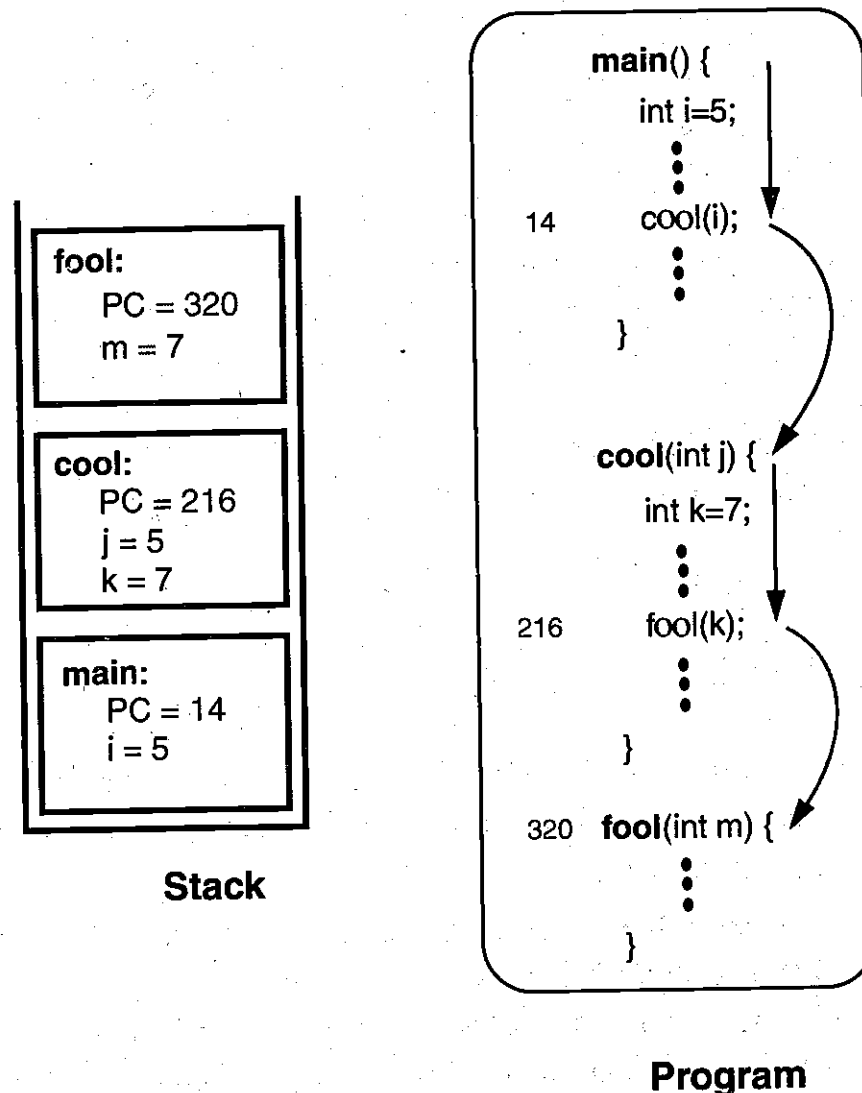 fool:
PC = 320
m = 7
cool:
PC = 216
j = 5
k = 7
main:
PC = 14
i = 5
Stack
main() {
int i=5;
14 cool(i);
}
cool(int j) {
int k=7;
216 fool(k);
}
320 fool(int m) {
}
Program